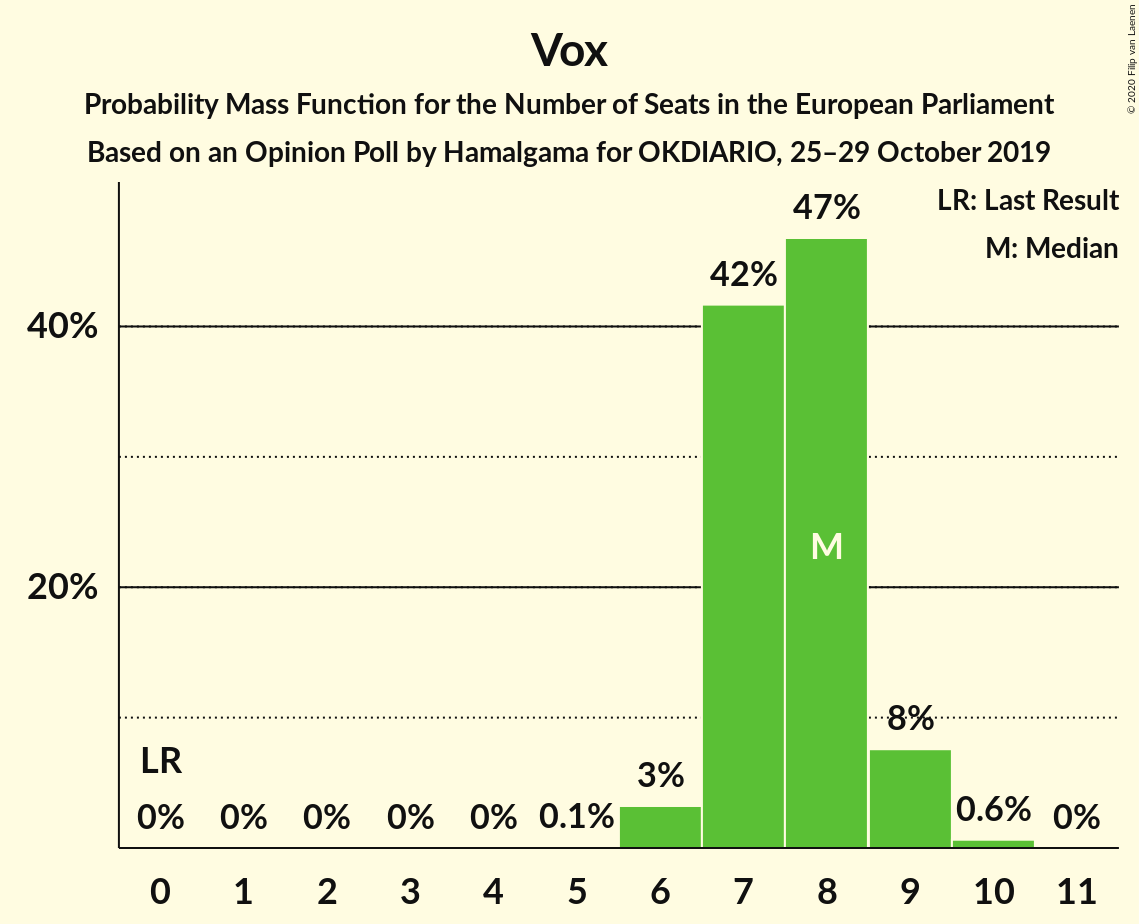 Vox
Probability Mass Function for the Number of Seats in the European Parliament
Based on an Opinion Poll by Hamalgama for OKDIARIO, 25–29 October 2019
© 2020 Filip van Laenen
LR: Last Result
M: Median
47%
42%
40%
M
20%
8%
LR
3%
0% 0% 0% 0% 0% 0.1% 0.6% 0%
0 1 2 3 4 5 6 7 8 9 10 11